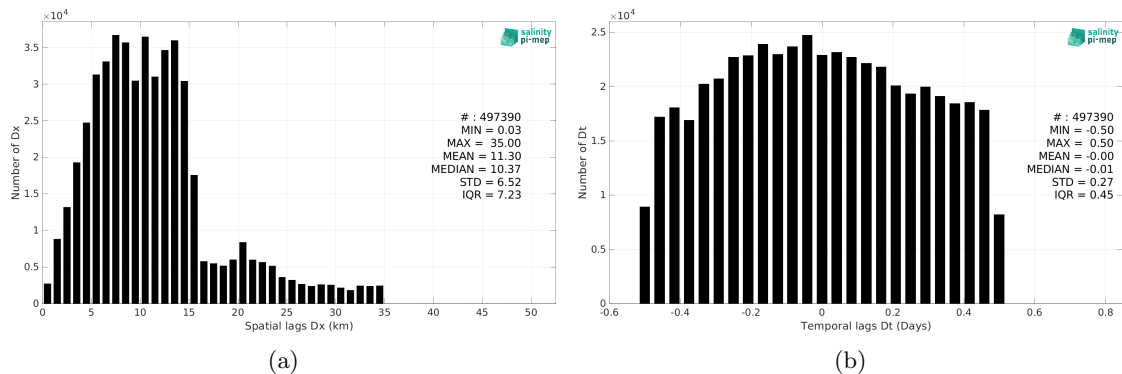 ×10⁴
3.5
3
2.5
2
1.5
1
0.5
0
Number of Dx
salinity
pi-mep
# : 497390
MIN = 0.03
MAX = 35.00
MEAN = 11.30
MEDIAN = 10.37
STD = 6.52
IQR = 7.23
0 5 10 15 20 25 30 35 40 45 50
Spatial lags Dx (km)
(a)
×10⁴
2.5
2
1.5
1
0.5
0
Number of Dt
salinity
pi-mep
# : 497390
MIN = -0.50
MAX = 0.50
MEAN = -0.00
MEDIAN = -0.01
STD = 0.27
IQR = 0.45
-0.6 -0.4 -0.2 0 0.2 0.4 0.6 0.8
Temporal lags Dt (Days)
(b)